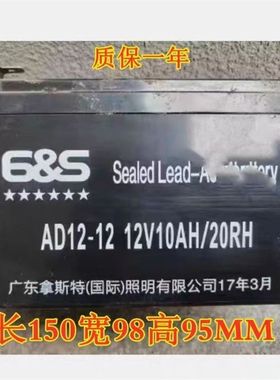 质保一年
G&S
Sealed Lead-A battery
★★★★★★
AD12-12 12V10AH/20RH
广东拿斯特(国际)照明有限公司17年3月
长150宽98高95MM